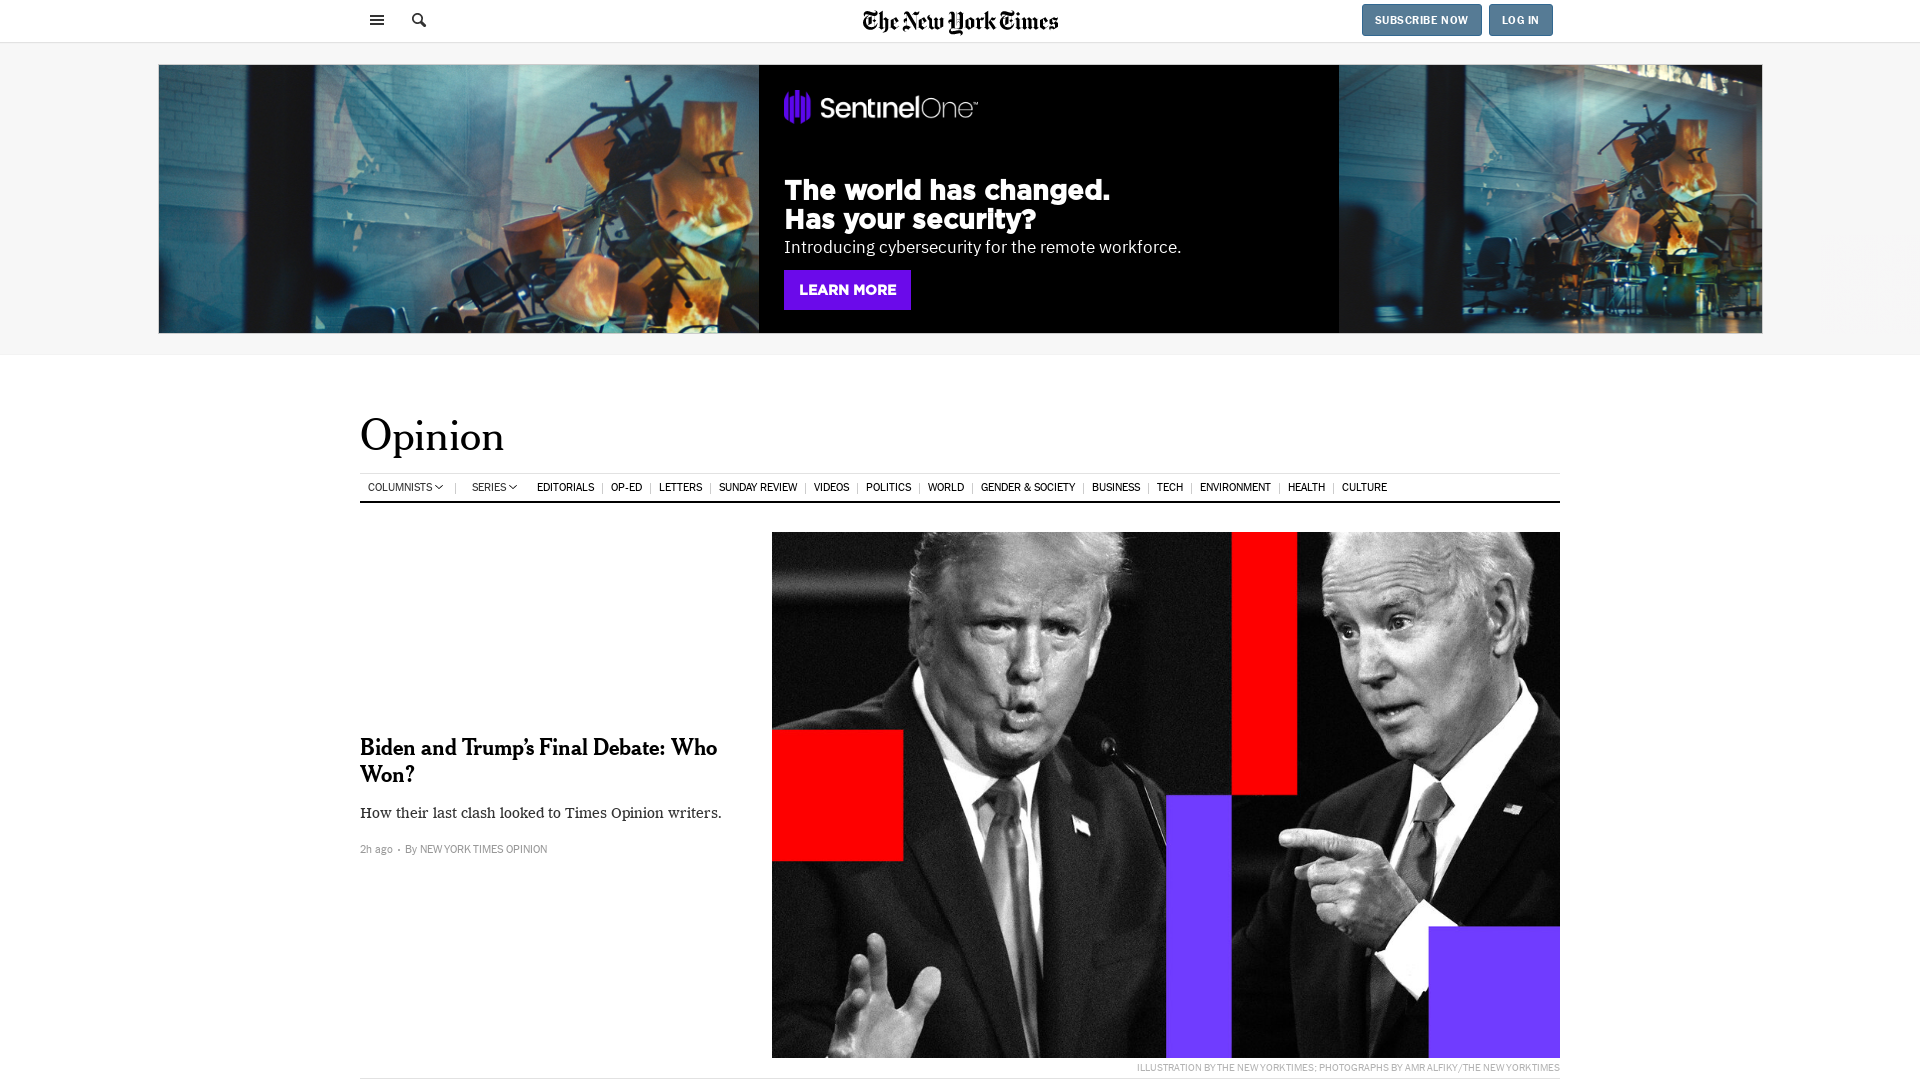 The New York Times
SUBSCRIBE NOW
LOG IN
SentinelOne™
The world has changed.
Has your security?
Introducing cybersecurity for the remote workforce.
LEARN MORE
Opinion
COLUMNISTS SERIES EDITORIALS OP-ED LETTERS SUNDAY REVIEW VIDEOS POLITICS WORLD GENDER & SOCIETY BUSINESS TECH ENVIRONMENT HEALTH CULTURE
Biden and Trump’s Final Debate: Who
Won?
How their last clash looked to Times Opinion writers.
2h ago • By NEW YORK TIMES OPINION
ILLUSTRATION BY THE NEW YORK TIMES; PHOTOGRAPHS BY AMR ALFIKY/THE NEW YORK TIMES